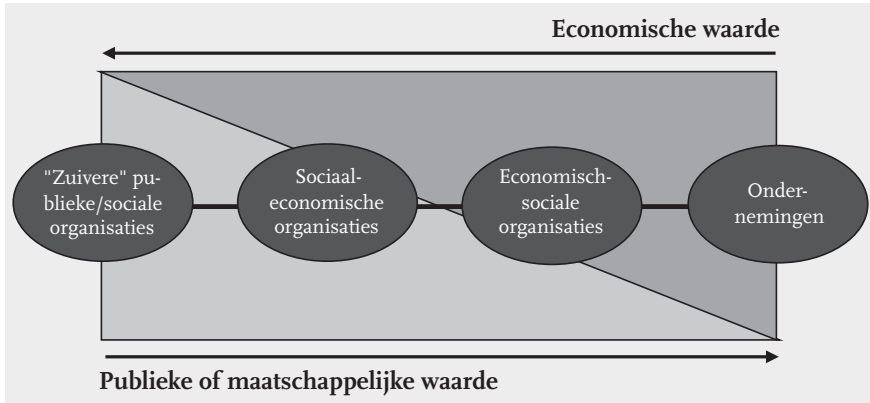 Economische waarde
"Zuivere" pu-
blieke/sociale
organisaties
Sociaal-
economische
organisaties
Economisch-
sociale
organisaties
Onder-
nemingen
Publieke of maatschappelijke waarde